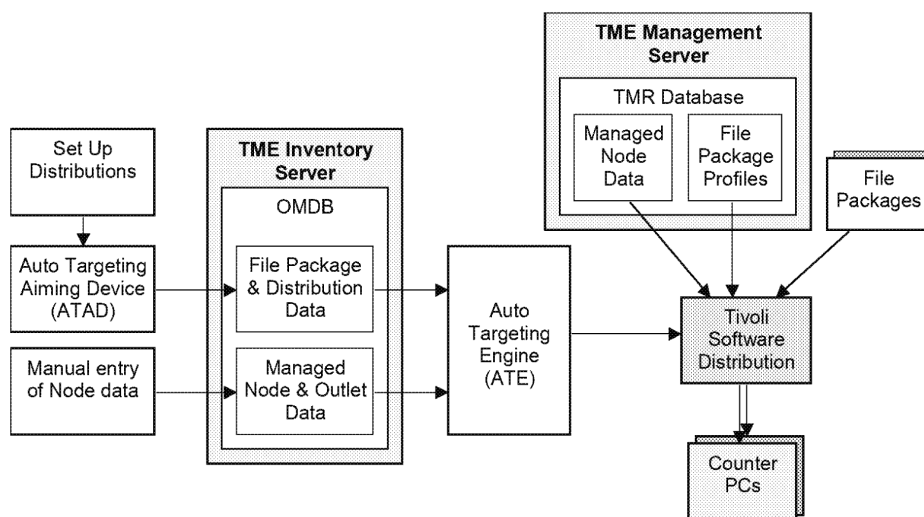 TME Management
Server
TMR Database
Managed
Node
Data
File
Package
Profiles
File
Packages
Set Up
Distributions
TME Inventory
Server
OMDB
Auto Targeting
Aiming Device
(ATAD)
File Package
& Distribution
Data
Auto
Targeting
Engine
(ATE)
Tivoli
Software
Distribution
Manual entry
of Node data
Managed
Node & Outlet
Data
Counter
PCs